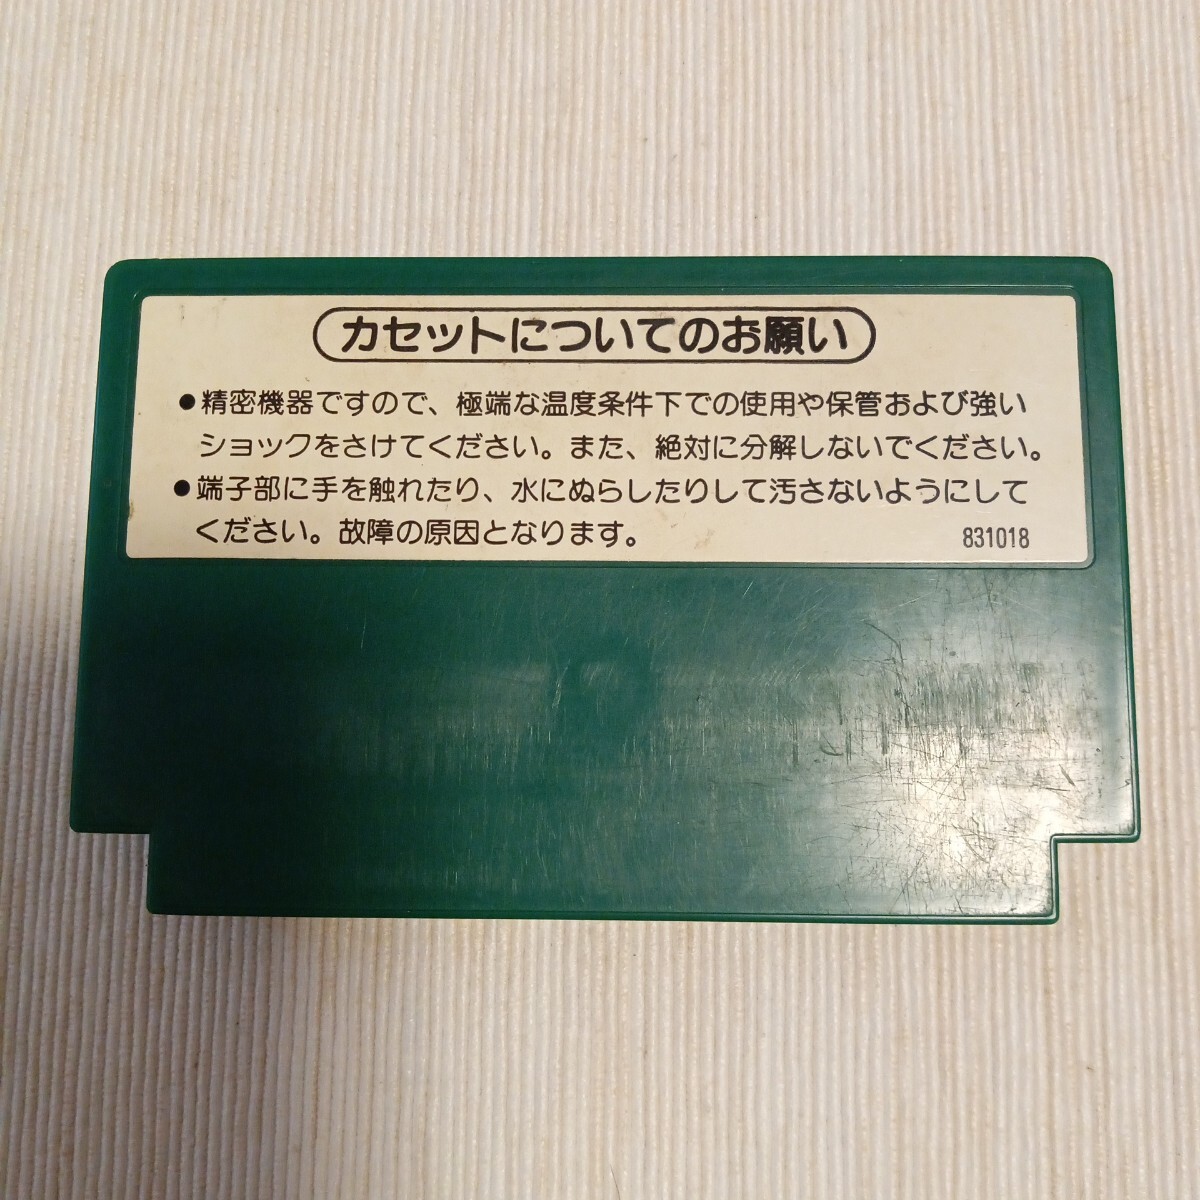 カセットについてのお願い
●精密機器ですので、極端な温度条件下での使用や保管および強い
ショックをさけてください。また、絶対に分解しないでください。
●端子部に手を触れたり、水にぬらしたりして汚さないようにして
ください。故障の原因となります。
831018